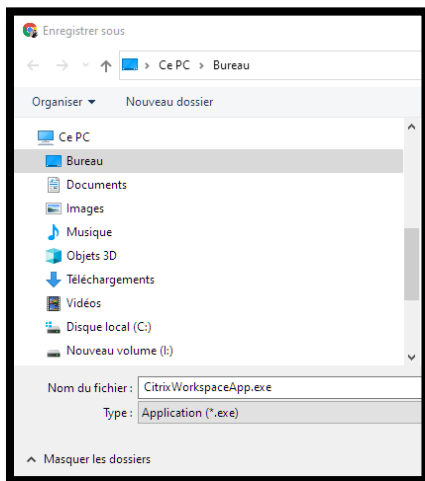 Enregistrer sous
Ce PC > Bureau
Organiser Nouveau dossier
Ce PC
Bureau
Documents
Images
Musique
Objets 3D
Téléchargements
Vidéos
Disque local (C:)
Nouveau volume (I:)
Nom du fichier : CitrixWorkspaceApp.exe
Type : Application (*.exe)
Masquer les dossiers